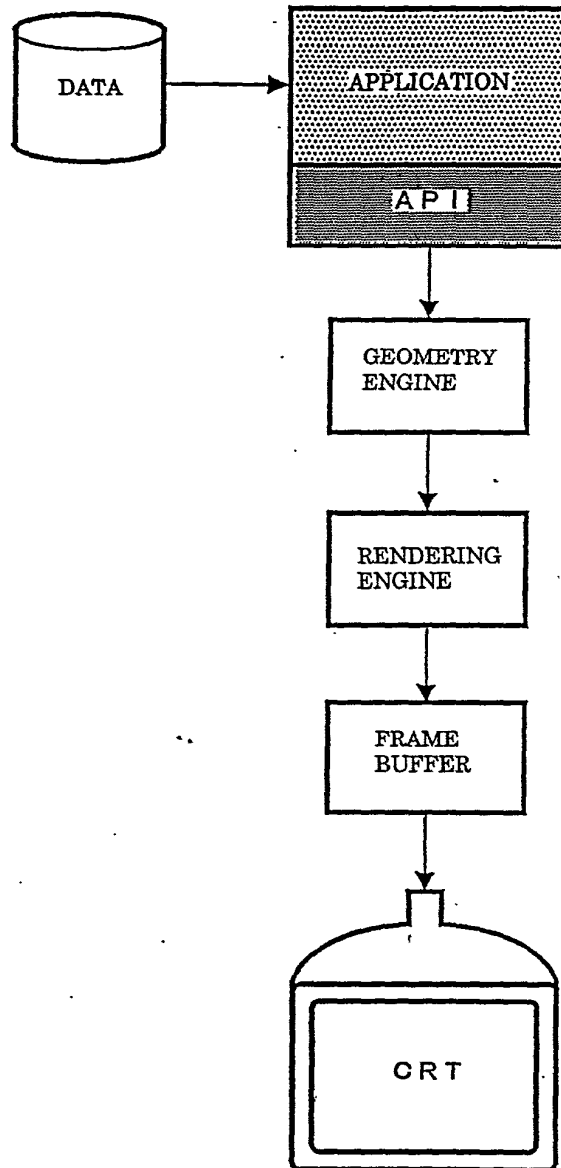 DATA
APPLICATION
API
GEOMETRY
ENGINE
RENDERING
ENGINE
FRAME
BUFFER
CRT